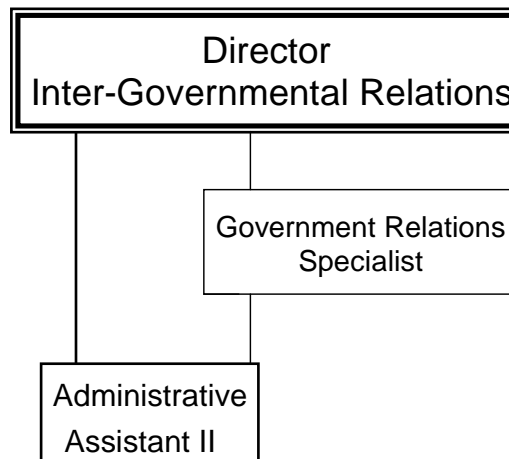 Director
Inter-Governmental Relations
Government Relations
Specialist
Administrative
Assistant II